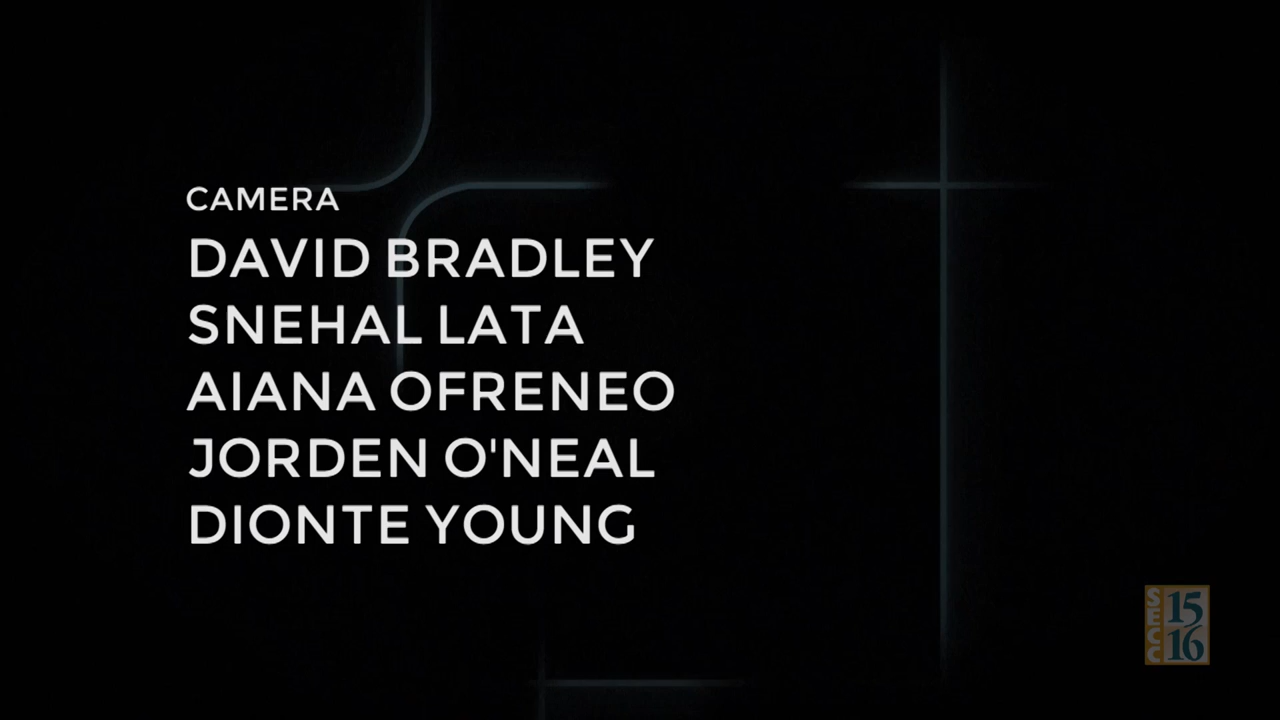 CAMERA
DAVID BRADLEY
SNEHAL LATA
AIANA OFRENEO
JORDEN O'NEAL
DIONTE YOUNG
SECC
15
16